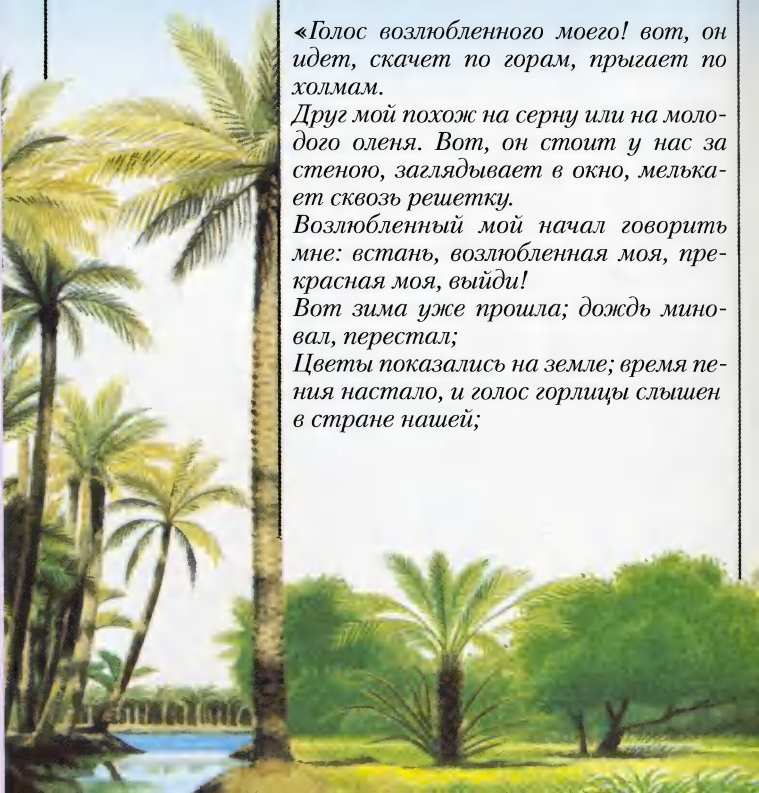 «Голос возлюбленного моего! вот, он
идет, скачет по горам, прыгает по
холмам.
Друг мой похож на серну или на моло-
дого оленя. Вот, он стоит у нас за
стеною, заглядывает в окно, мелька-
ет сквозь решетку.
Возлюбленный мой начал говорить
мне: встань, возлюбленная моя, пре-
красная моя, выйди!
Вот зима уже прошла; дождь мино-
вал, перестал;
Цветы показались на земле; время пе-
ния настало, и голос горлицы слышен
в стране нашей;